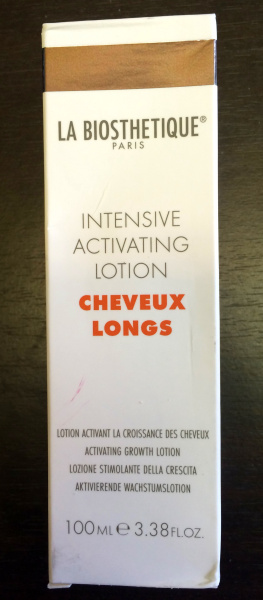 LA BIOSTHETIQUE®
PARIS
INTENSIVE
ACTIVATING
LOTION
CHEVEUX
LONGS
LOTION ACTIVANT LA CROISSANCE DES CHEVEUX
ACTIVATING GROWTH LOTION
LOZIONE STIMOLANTE DELLA CRESCITA
AKTIVIERENDE WACHSTUMSLOTION
100ML ℮ 3.38FL.OZ.